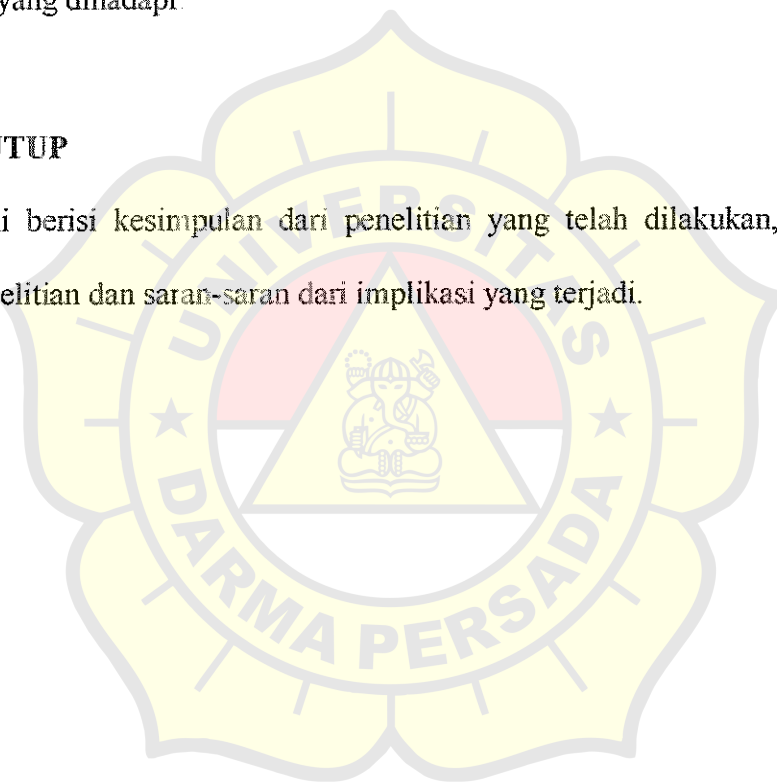 yang dihadapi.
UTUP
i berisi kesimpulan dari penelitian yang telah dilakukan,
elitian dan saran-saran dari implikasi yang terjadi.
UNIVERSITAS
DARMA PERSADA